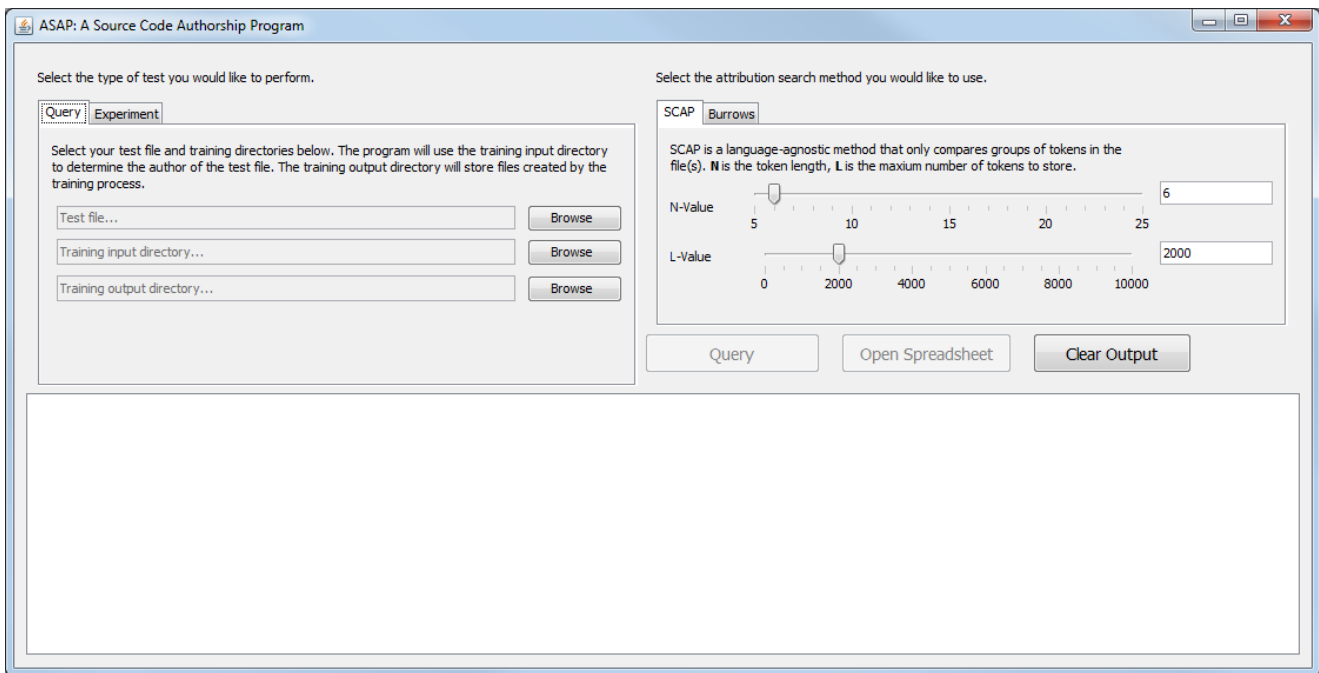 ASAP: A Source Code Authorship Program
Select the type of test you would like to perform.
Query Experiment
Select your test file and training directories below. The program will use the training input directory
to determine the author of the test file. The training output directory will store files created by the
training process.
Test file... Browse
Training input directory... Browse
Training output directory... Browse
Select the attribution search method you would like to use.
SCAP Burrows
SCAP is a language-agnostic method that only compares groups of tokens in the
file(s). N is the token length, L is the maxium number of tokens to store.
N-Value 6
5 10 15 20 25
L-Value 2000
0 2000 4000 6000 8000 10000
Query Open Spreadsheet Clear Output